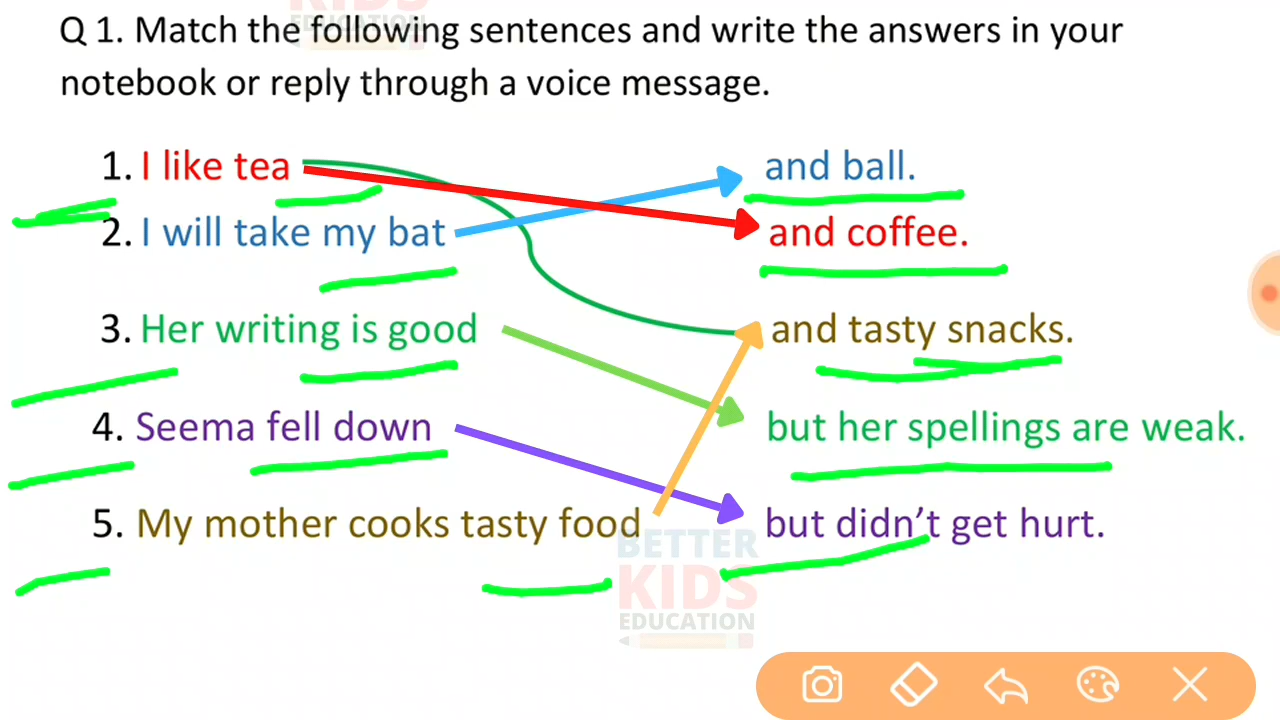 KIDS
EDUCATION
Q 1. Match the following sentences and write the answers in your
notebook or reply through a voice message.
1. I like tea and ball.
2. I will take my bat and coffee.
3. Her writing is good and tasty snacks.
4. Seema fell down but her spellings are weak.
5. My mother cooks tasty food but didn't get hurt.
BETTER
KIDS
EDUCATION